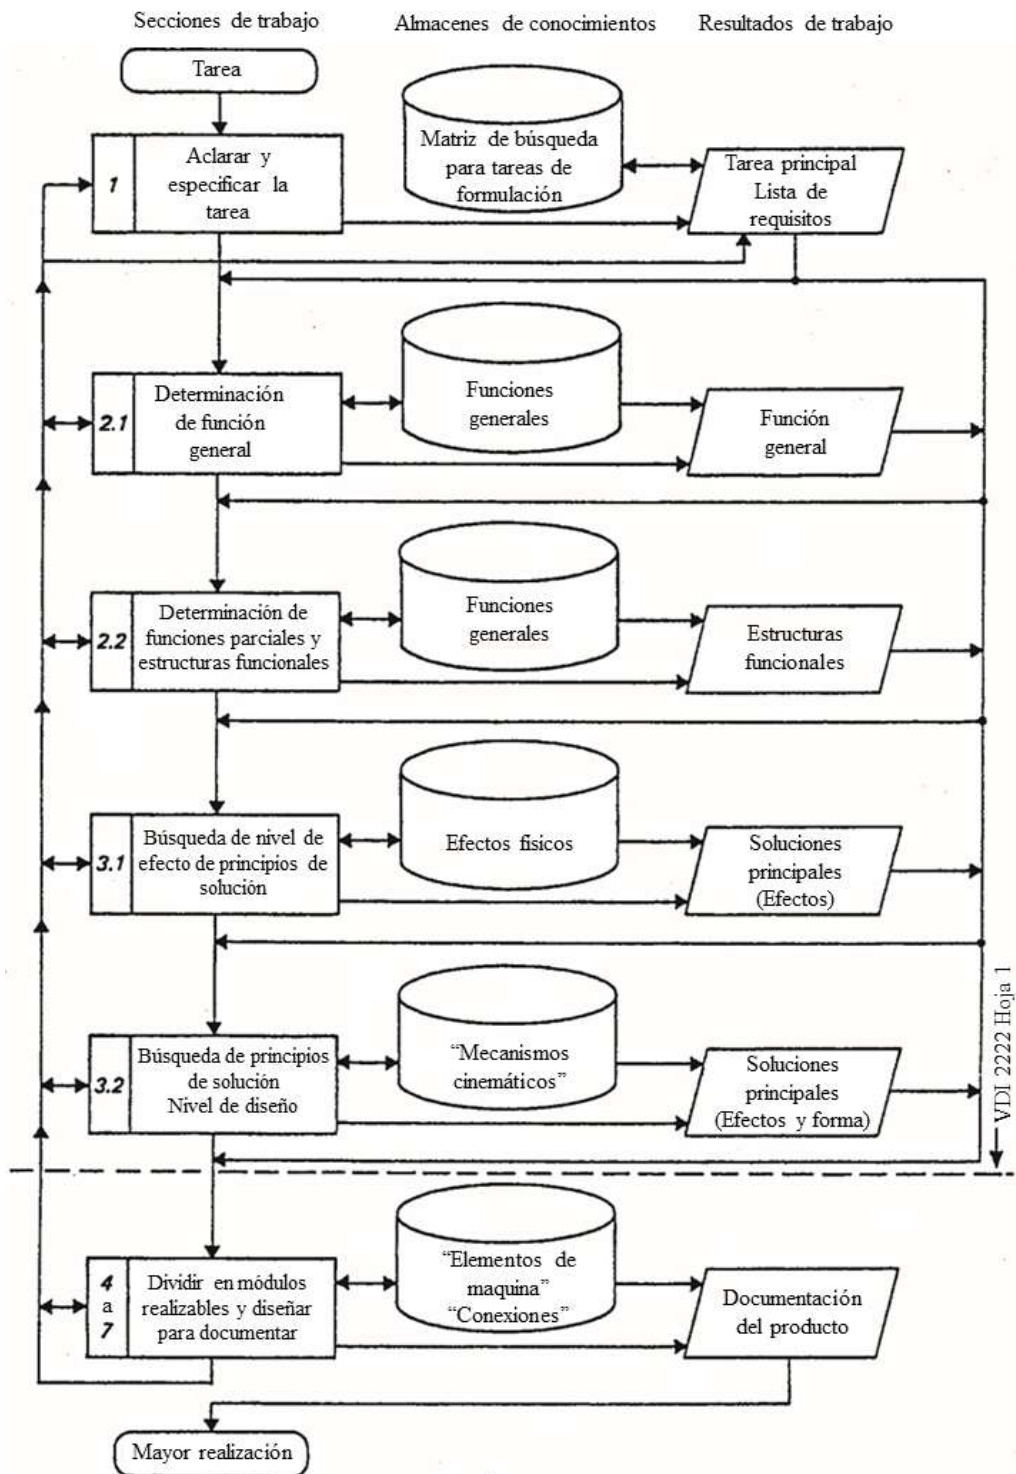 Secciones de trabajo
Almacenes de conocimientos
Resultados de trabajo
Tarea
1
Aclarar y
especificar la
tarea
Matriz de búsqueda
para tareas de
formulación
Tarea principal
Lista de
requisitos
2.1
Determinación
de función
general
Funciones
generales
Función
general
2.2
Determinación de
funciones parciales y
estructuras funcionales
Funciones
generales
Estructuras
funcionales
3.1
Búsqueda de nivel de
efecto de principios de
solución
Efectos fisicos
Soluciones
principales
(Efectos)
3.2
Búsqueda de principios
de solución
Nivel de diseño
“Mecanismos
cinemáticos”
Soluciones
principales
(Efectos y forma)
VDI 2222 Hoja 1
4
a
7
Dividir en módulos
realizables y diseñar
para documentar
“Elementos de
maquina”
“Conexiones”
Documentación
del producto
Mayor realización